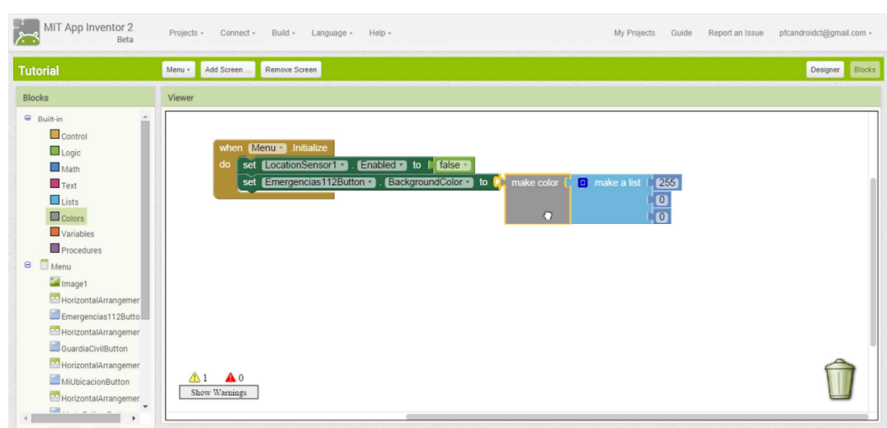 MIT App Inventor 2
Beta
Projects Connect Build Language Help
My Projects Guide Report an Issue pfcandroidct@gmail.com
Tutorial
Menu Add Screen ... Remove Screen
Designer Blocks
Blocks
Viewer
Built-in
Control
Logic
Math
Text
Lists
Colors
Variables
Procedures
Menu
Image1
HorizontalArrangemer
Emergencias112Butto
HorizontalArrangemer
GuardiaCivilButton
HorizontalArrangemer
MiUbicacionButton
HorizontalArrangemer
when Menu .Initialize
do set LocationSensor1 . Enabled to false
set Emergencias112Button . BackgroundColor to make color make a list 255
0
0
1 0
Show Warnings